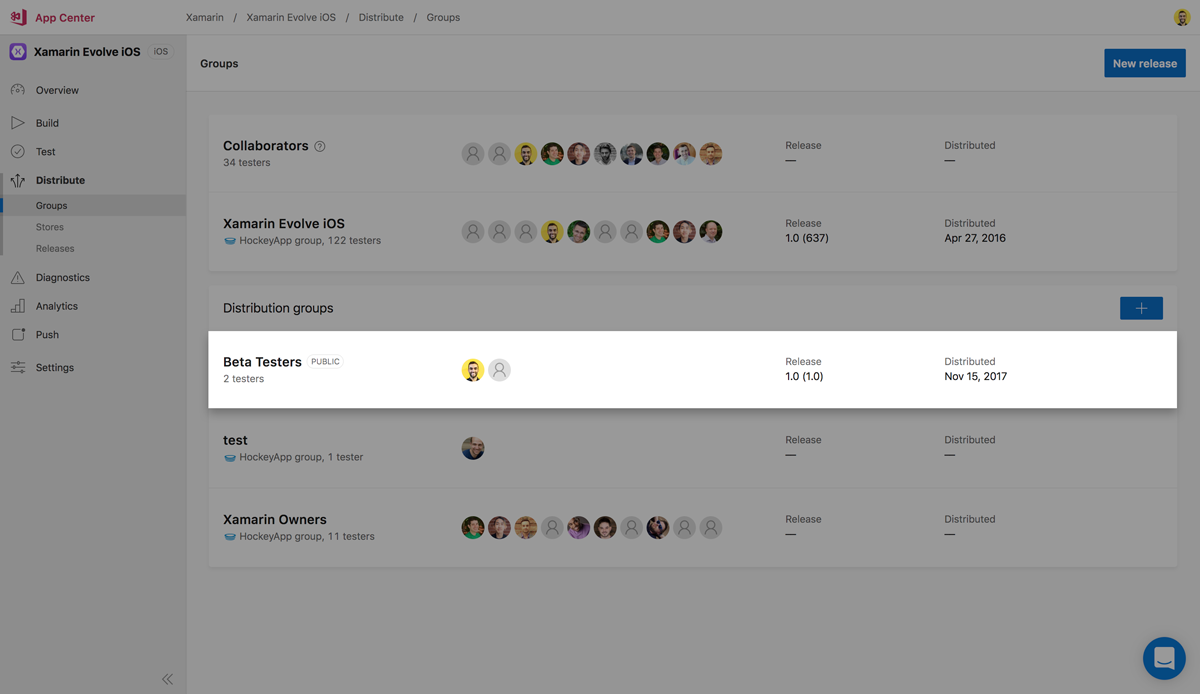 App Center
Xamarin / Xamarin Evolve iOS / Distribute / Groups
Xamarin Evolve iOS iOS
Overview
Build
Test
Distribute
Groups
Stores
Releases
Diagnostics
Analytics
Push
Settings
Groups
New release
Collaborators ?
34 testers
Release
—
Distributed
—
Xamarin Evolve iOS
HockeyApp group, 122 testers
Release
1.0 (637)
Distributed
Apr 27, 2016
Distribution groups
+
Beta Testers PUBLIC
2 testers
Release
1.0 (1.0)
Distributed
Nov 15, 2017
test
HockeyApp group, 1 tester
Release
—
Distributed
—
Xamarin Owners
HockeyApp group, 11 testers
Release
—
Distributed
—